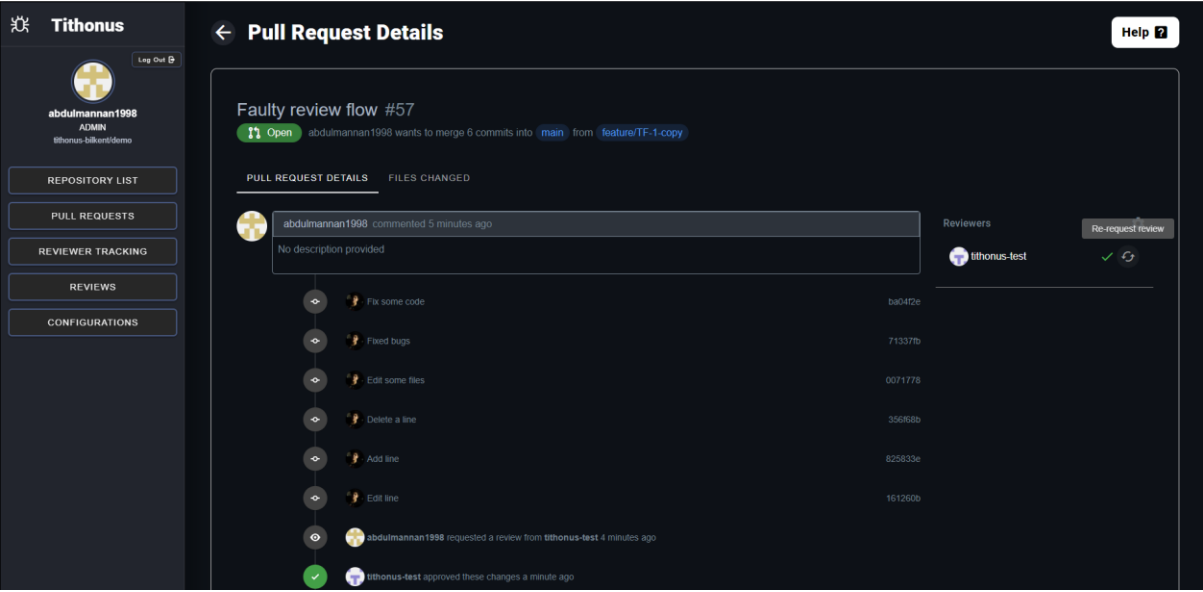 Tithonus
Log Out
abdulmannan1998
ADMIN
tithonus-bilkent/demo
REPOSITORY LIST
PULL REQUESTS
REVIEWER TRACKING
REVIEWS
CONFIGURATIONS
Pull Request Details
Help ?
Faulty review flow #57
Open abdulmannan1998 wants to merge 6 commits into main from feature/TF-1-copy
PULL REQUEST DETAILS FILES CHANGED
abdulmannan1998 commented 5 minutes ago
No description provided
Reviewers
Re-request review
tithonus-test
Fix some code ba04f2e
Fixed bugs 71337fb
Edit some files 0071778
Delete a line 356f68b
Add line 825833e
Edit line 161260b
abdulmannan1998 requested a review from tithonus-test 4 minutes ago
tithonus-test approved these changes a minute ago